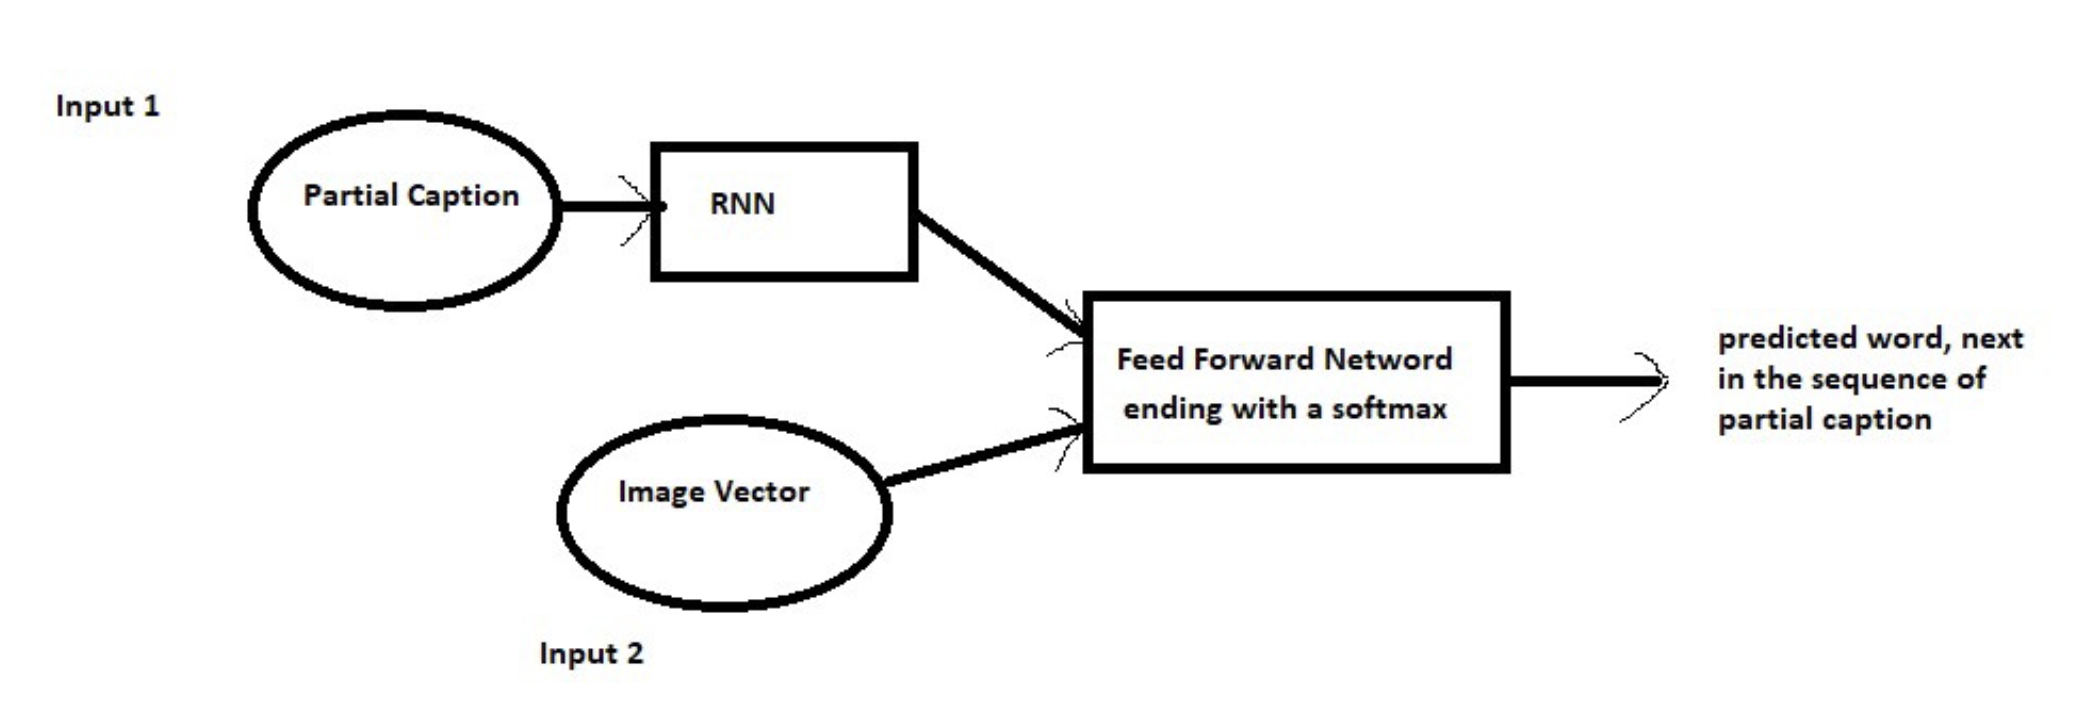 Input 1
Partial Caption
RNN
Feed Forward Netword
ending with a softmax
predicted word, next
in the sequence of
partial caption
Image Vector
Input 2